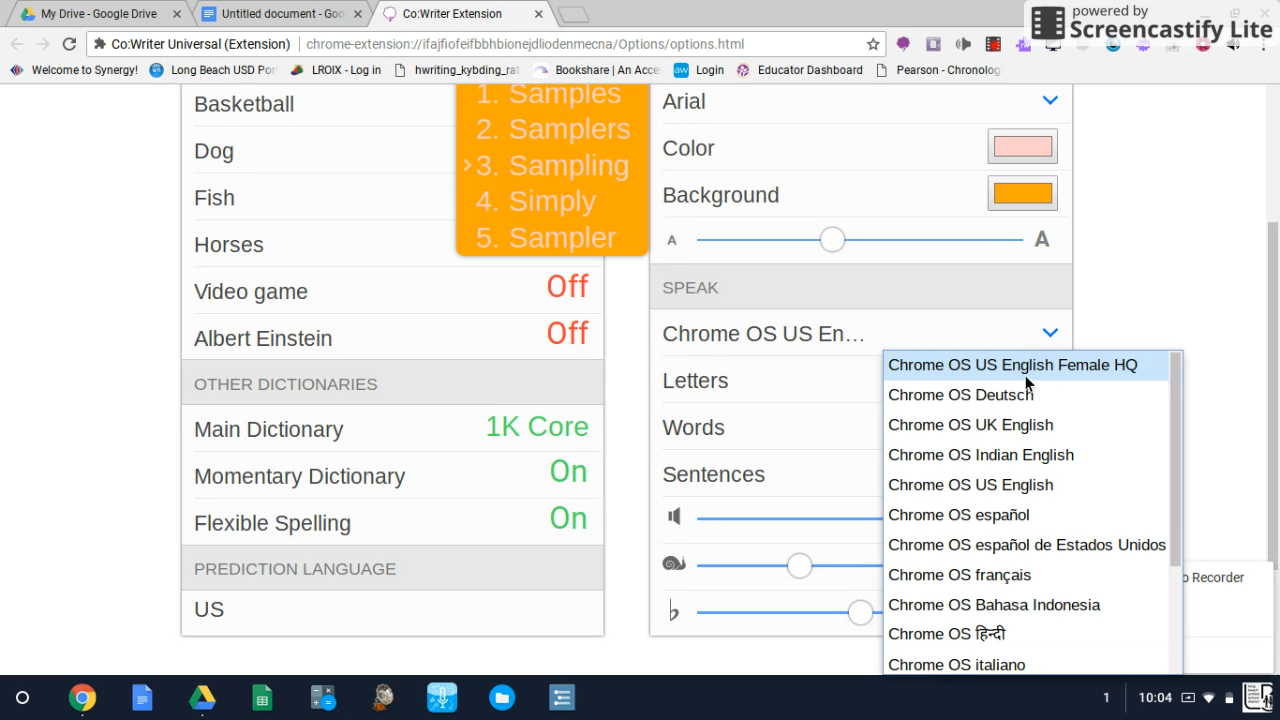 My Drive - Google Drive
Untitled document - Goo
Co:Writer Extension
powered by
Screencastify Lite
Co:Writer Universal (Extension)
chrome-extension://ifajfiofeifbbhbionejdliodenmecna/Options/options.html
Welcome to Synergy!
Long Beach USD Por
LROIX - Log in
nwriting_kybding_rat
Bookshare | An Acce
aw Login
Educator Dashboard
Pearson - Chronolog
Basketball
Dog
Fish
Horses
Video game Off
Albert Einstein Off
OTHER DICTIONARIES
Main Dictionary 1K Core
Momentary Dictionary On
Flexible Spelling On
PREDICTION LANGUAGE
US
1. Samples
2. Samplers
3. Sampling
4. Simply
5. Sampler
Arial
Color
Background
A A
SPEAK
Chrome OS US En…
Letters
Words
Sentences
Chrome OS US English Female HQ
Chrome OS Deutsch
Chrome OS UK English
Chrome OS Indian English
Chrome OS US English
Chrome OS español
Chrome OS español de Estados Unidos
Chrome OS français
Chrome OS Bahasa Indonesia
Chrome OS हिन्दी
Chrome OS italiano
o Recorder
1 10:04